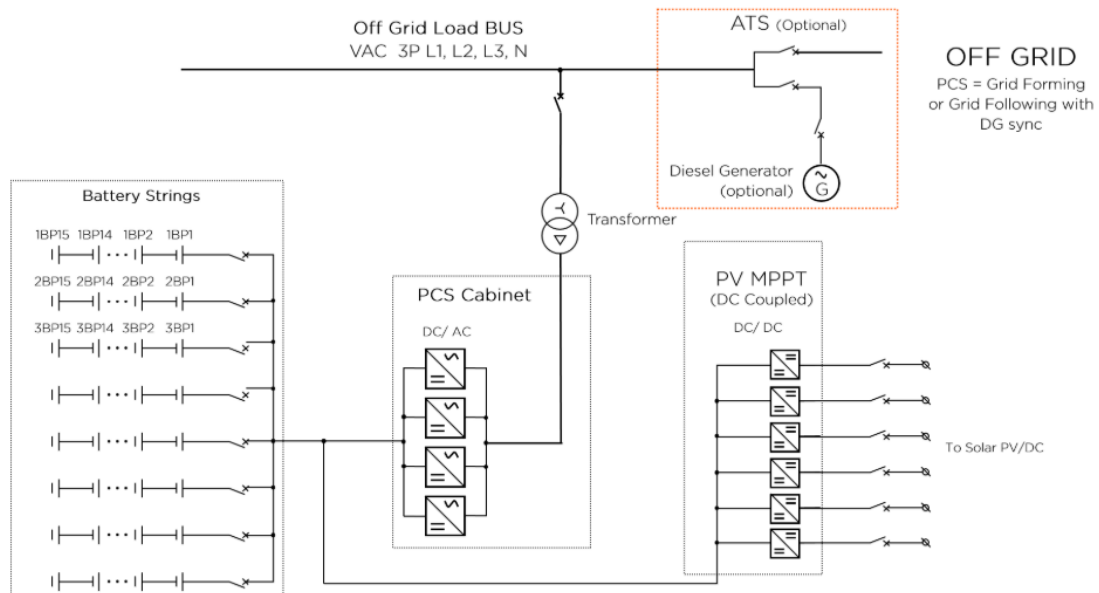 Off Grid Load BUS
VAC 3P L1, L2, L3, N
ATS (Optional)
OFF GRID
PCS = Grid Forming
or Grid Following with
DG sync
Diesel Generator
(optional)
G
Transformer
Battery Strings
1BP15 1BP14 1BP2 1BP1
2BP15 2BP14 2BP2 2BP1
3BP15 3BP14 3BP2 3BP1
PCS Cabinet
DC/ AC
PV MPPT
(DC Coupled)
DC/ DC
To Solar PV/DC